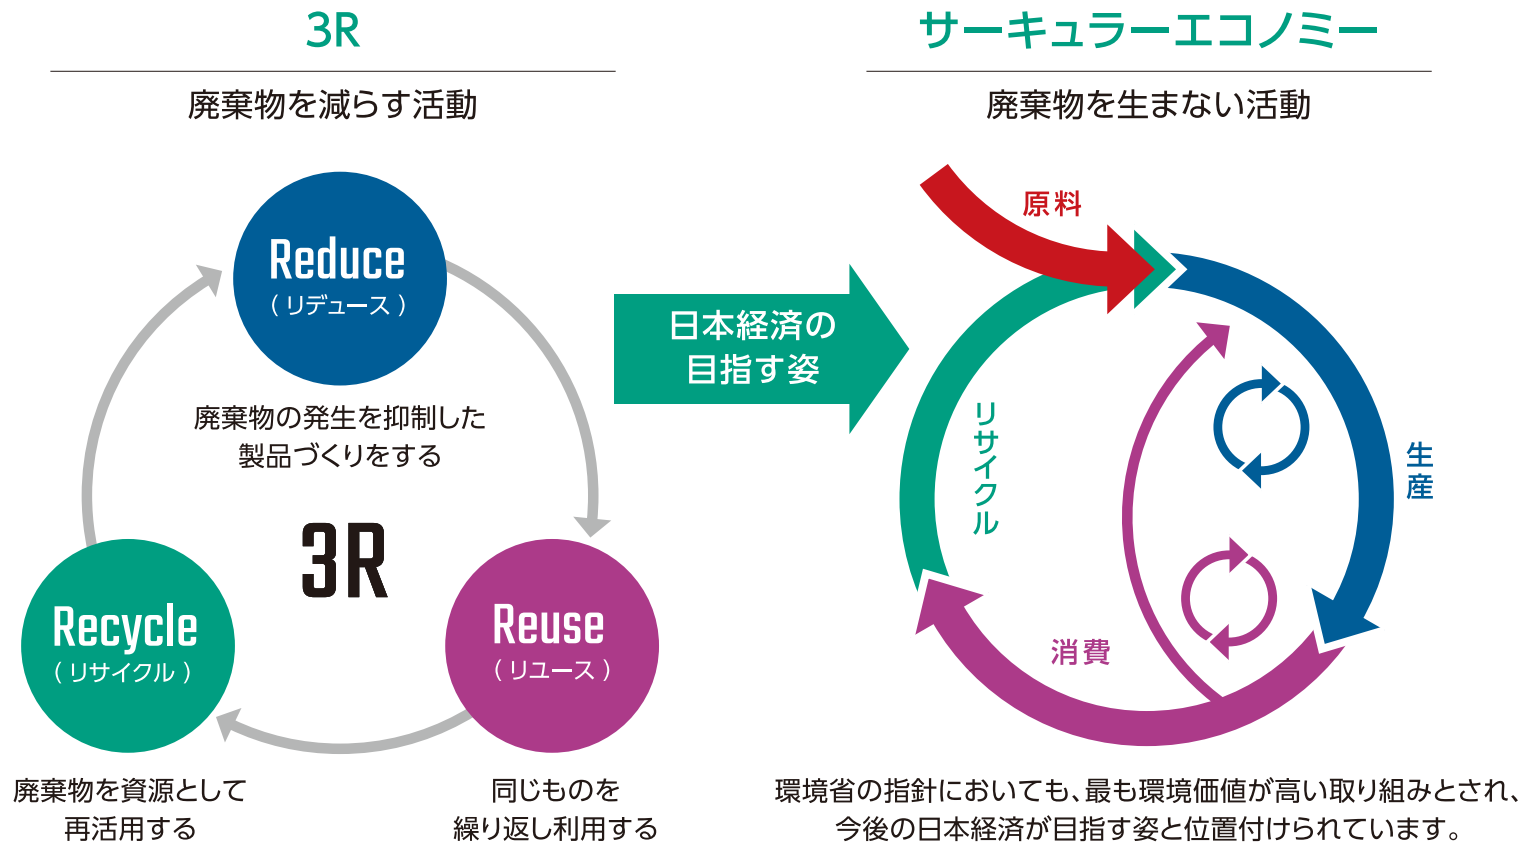 3R
廃棄物を減らす活動
Reduce
（リデュース）
廃棄物の発生を抑制した
製品づくりをする
3R
Recycle
（リサイクル）
廃棄物を資源として
再活用する
Reuse
（リユース）
同じものを
繰り返し利用する
日本経済の
目指す姿
サーキュラーエコノミー
廃棄物を生まない活動
原料
リサイクル
生産
消費
環境省の指針においても、最も環境価値が高い取り組みとされ、
今後の日本経済が目指す姿と位置付けられています。